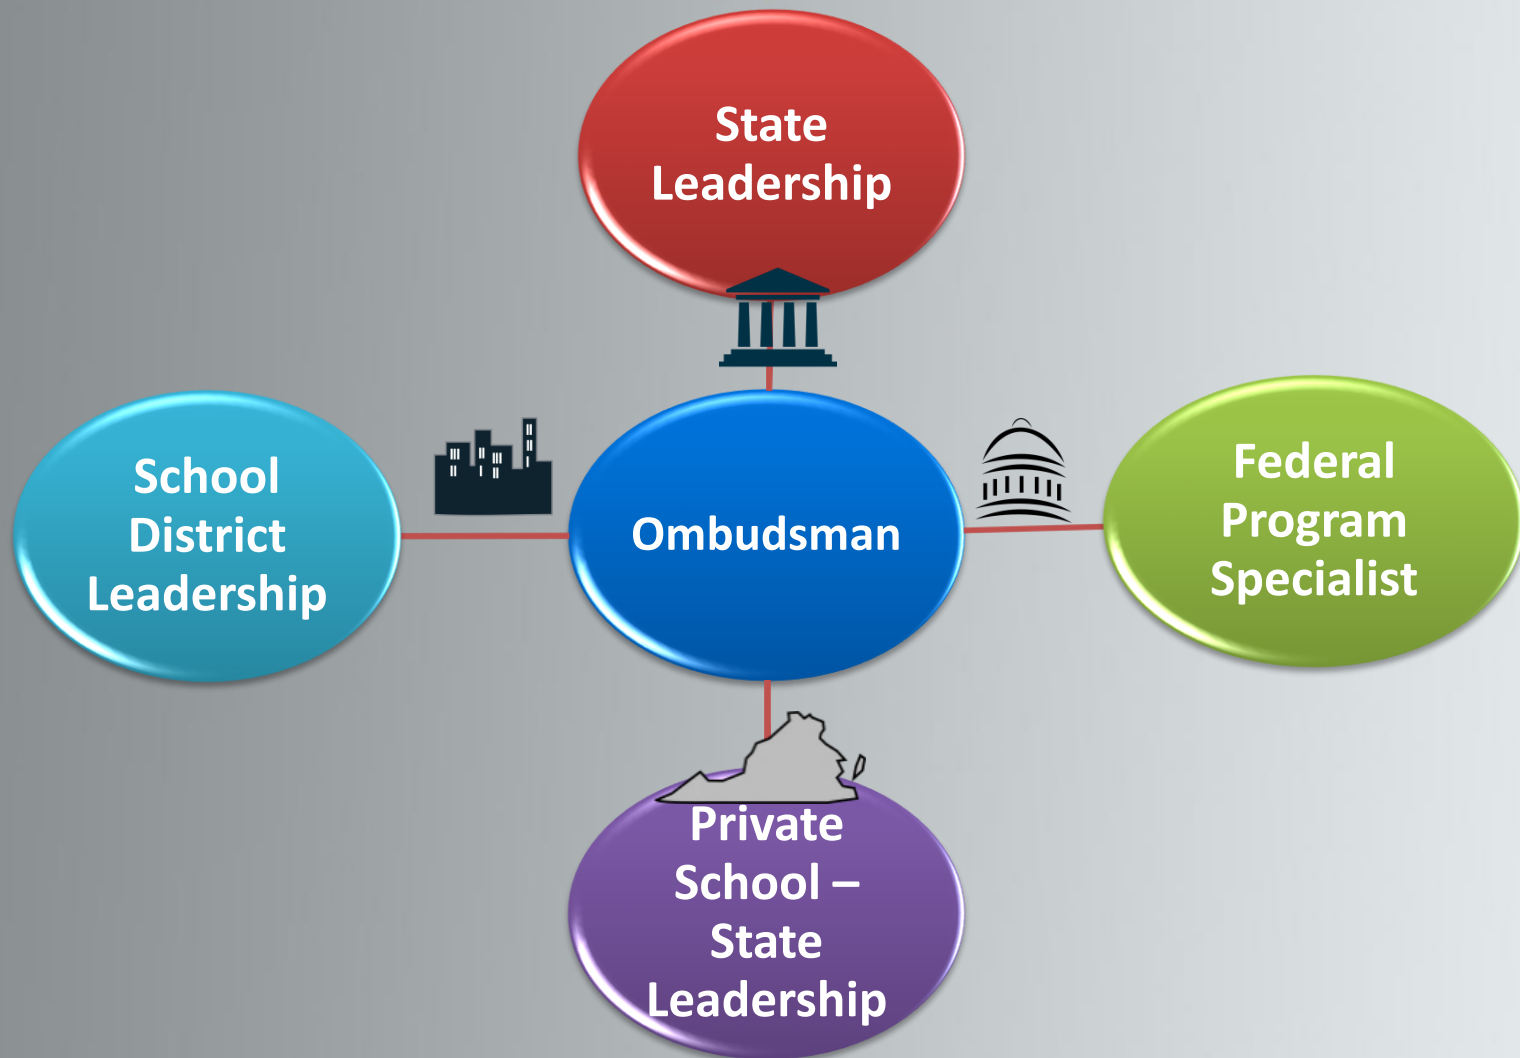 State
Leadership
School
District
Leadership
Ombudsman
Federal
Program
Specialist
Private
School –
State
Leadership